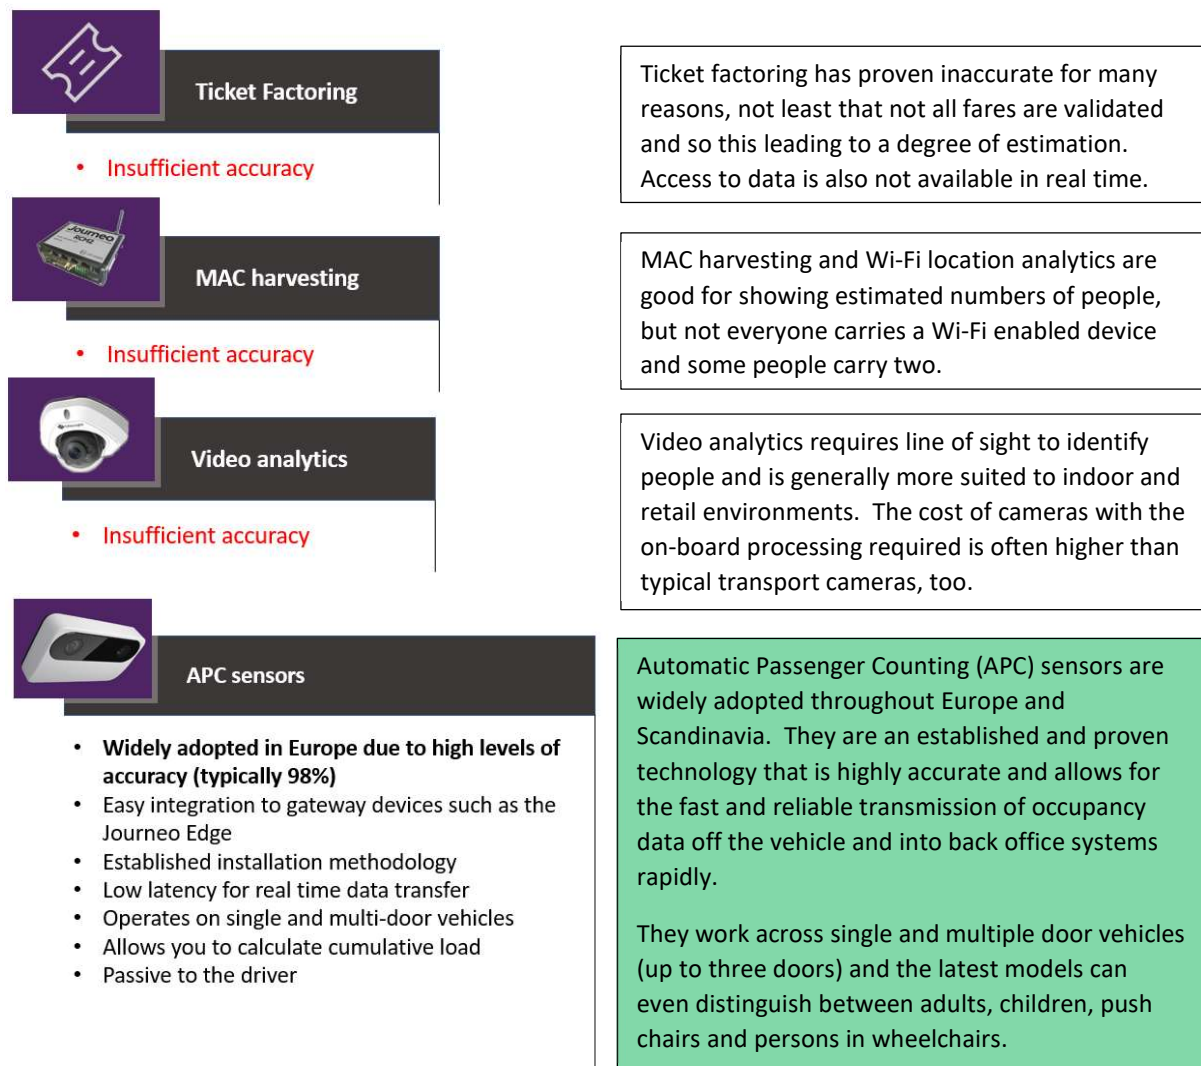 Ticket Factoring
• Insufficient accuracy
Ticket factoring has proven inaccurate for many
reasons, not least that not all fares are validated
and so this leading to a degree of estimation.
Access to data is also not available in real time.
Journeo
MAC harvesting
• Insufficient accuracy
MAC harvesting and Wi-Fi location analytics are
good for showing estimated numbers of people,
but not everyone carries a Wi-Fi enabled device
and some people carry two.
Video analytics
• Insufficient accuracy
Video analytics requires line of sight to identify
people and is generally more suited to indoor and
retail environments.  The cost of cameras with the
on-board processing required is often higher than
typical transport cameras, too.
APC sensors
• Widely adopted in Europe due to high levels of
accuracy (typically 98%)
• Easy integration to gateway devices such as the
Journeo Edge
• Established installation methodology
• Low latency for real time data transfer
• Operates on single and multi-door vehicles
• Allows you to calculate cumulative load
• Passive to the driver
Automatic Passenger Counting (APC) sensors are
widely adopted throughout Europe and
Scandinavia.  They are an established and proven
technology that is highly accurate and allows for
the fast and reliable transmission of occupancy
data off the vehicle and into back office systems
rapidly.
They work across single and multiple door vehicles
(up to three doors) and the latest models can
even distinguish between adults, children, push
chairs and persons in wheelchairs.